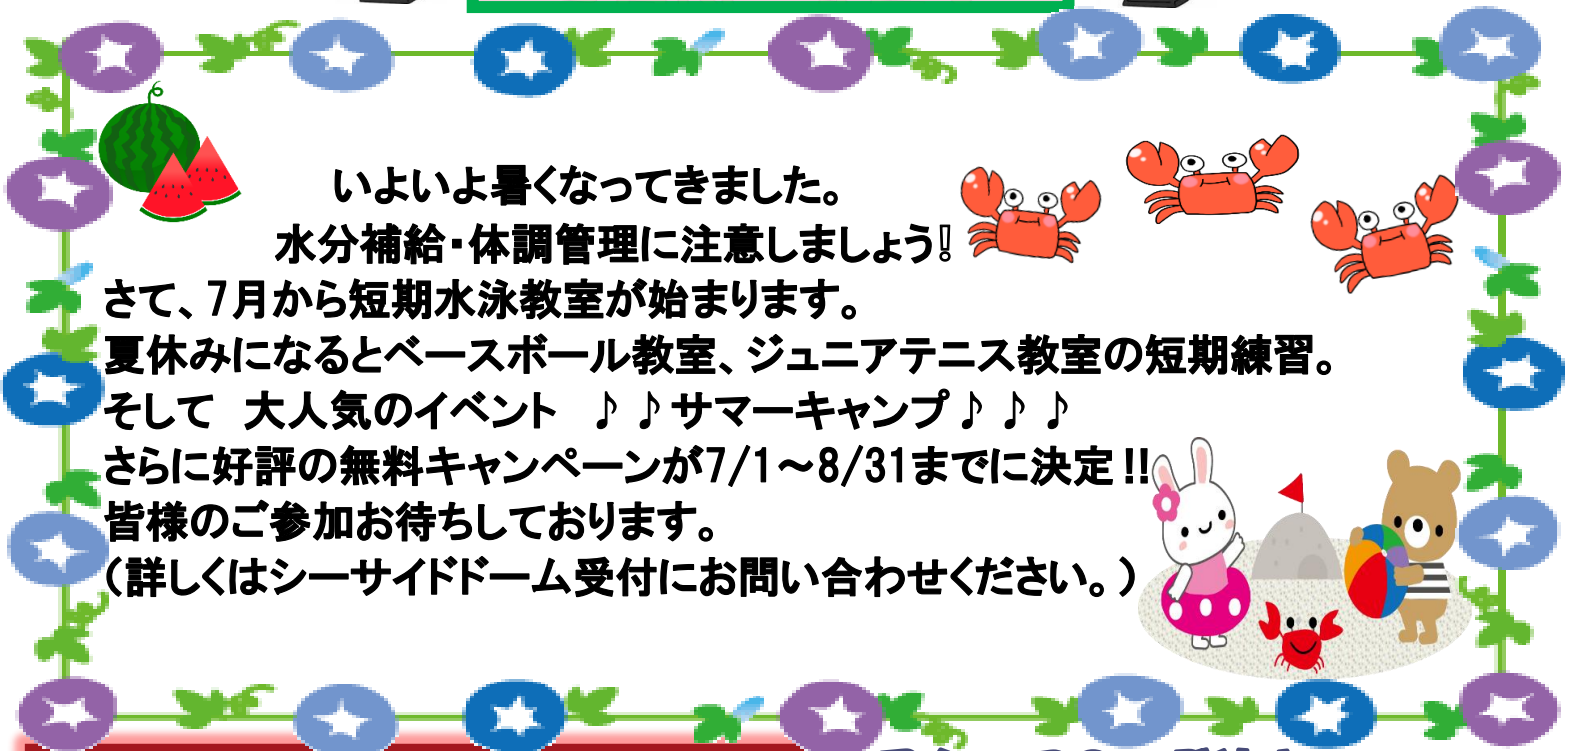 いよいよ暑くなってきました。
水分補給・体調管理に注意しましょう!
さて、7月から短期水泳教室が始まります。
夏休みになるとベースボール教室、ジュニアテニス教室の短期練習。
そして　大人気のイベント　♪♪サマーキャンプ♪♪♪
さらに好評の無料キャンペーンが7/1～8/31までに決定!!
皆様のご参加お待ちしております。
(詳しくはシーサイドドーム受付にお問い合わせください。)